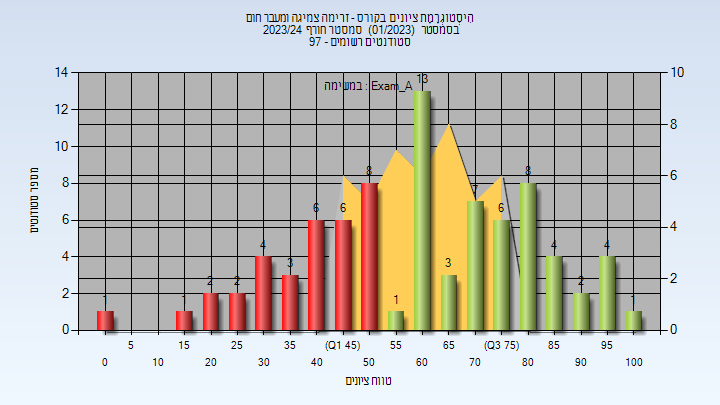 היסטוגרמת ציונים בקורס - זרימה צמיגה ומעבר חום
בסמסטר (01/2023) סמסטר חורף 2023/24
סטודנטים רשומים - 97
במשימה : Exam_A
14 12 10 8 6 4 2 0
10 8 6 4 2 0
מספר סטודנטים
1 1 2 2 4 3 6 6 8 1 13 3 7 6 8 4 2 4 1
5 15 25 35 (Q1 45) 55 65 (Q3 75) 85 95
0 10 20 30 40 50 60 70 80 90 100
טווח ציונים